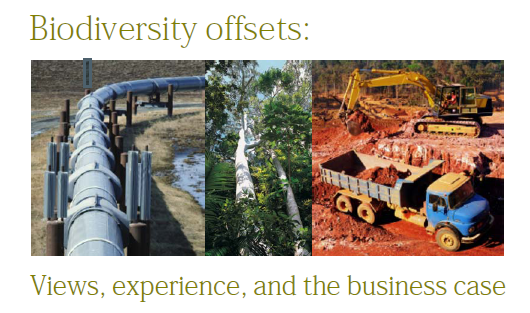 Biodiversity offsets:
Views, experience, and the business case